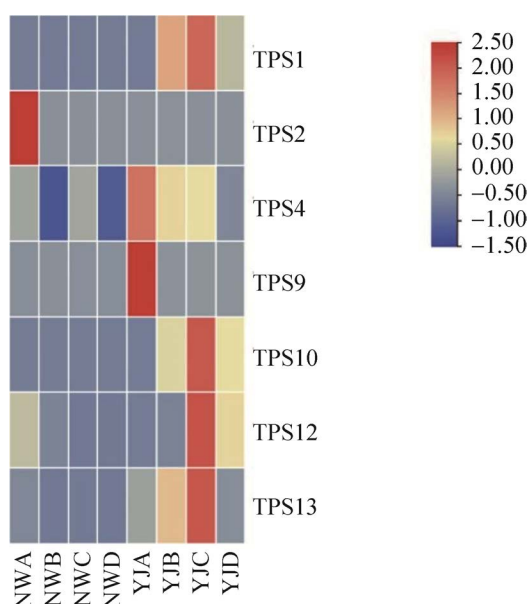 TPS1
TPS2
TPS4
TPS9
TPS10
TPS12
TPS13
NWA
NWB
NWC
NWD
YJA
YJB
YJC
YJD
2.50
2.00
1.50
1.00
0.50
0.00
−0.50
−1.00
−1.50